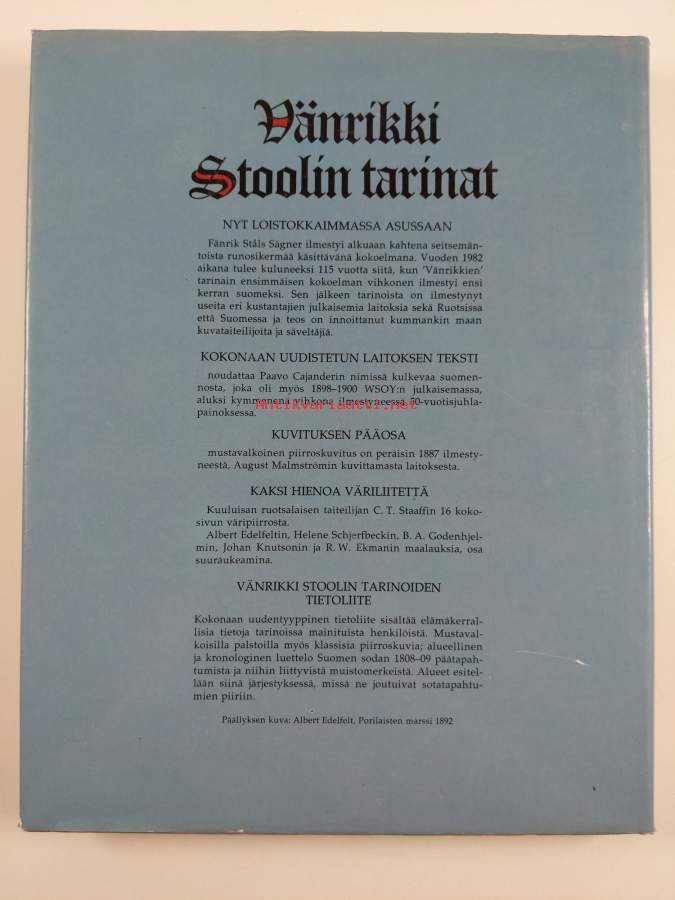 Vänrikki
Stoolin tarinat
NYT LOISTOKKAIMMASSA ASUSSAAN
Fänrik Ståls Sägner ilmestyi alkuaan kahtena seitsemän-
toista runosikermää käsittävänä kokoelmana. Vuoden 1982
aikana tulee kuluneeksi 115 vuotta siitä, kun 'Vänrikkien'
tarinain ensimmäisen kokoelman vihkonen ilmestyi ensi
kerran suomeksi. Sen jälkeen tarinoista on ilmestynyt
useita eri kustantajien julkaisemia laitoksia sekä Ruotsissa
että Suomessa ja teos on innoittanut kummankin maan
kuvataiteilijoita ja säveltäjiä.
KOKONAAN UUDISTETUN LAITOKSEN TEKSTI
noudattaa Paavo Cajanderin nimissä kulkevaa suomen-
nosta, joka oli myös 1898–1900 WSOY:n julkaisemassa,
aluksi kymmenenä vihkona ilmestyneessä 50-vuotisjuhla-
painoksessa.
Antikvariaatti.net
KUVITUKSEN PÄÄOSA
mustavalkoinen piirroskuvitus on peräisin 1887 ilmesty-
neestä, August Malmströmin kuvittamasta laitoksesta.
KAKSI HIENOA VÄRILIITETTÄ
Kuuluisan ruotsalaisen taiteilijan C. T. Staaffin 16 koko-
sivun väripiirrosta.
Albert Edelfeltin, Helene Schjerfbeckin, B. A. Godenhjel-
min, Johan Knutsonin ja R. W. Ekmanin maalauksia, osa
suuraukeamina.
VÄNRIKKI STOOLIN TARINOIDEN
TIETOLIITE
Kokonaan uudentyyppinen tietoliite sisältää elämäkerral-
lisia tietoja tarinoissa mainituista henkilöistä. Mustaval-
koisilla palstoilla myös klassisia piirroskuvia; alueellinen
ja kronologinen luettelo Suomen sodan 1808–09 päätapah-
tumista ja niihin liittyvistä muistomerkeistä. Alueet esitel-
lään siinä järjestyksessä, missä ne joutuivat sotatapahtu-
mien piiriin.
Päällyksen kuva: Albert Edelfelt, Porilaisten marssi 1892